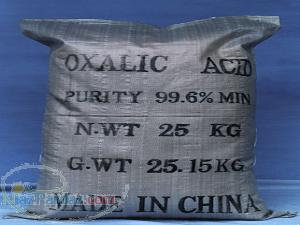 OXALIC ACID
PURITY 99.6% MIN
N.WT 25 KG
G.WT 25.15KG
MADE IN CHINA